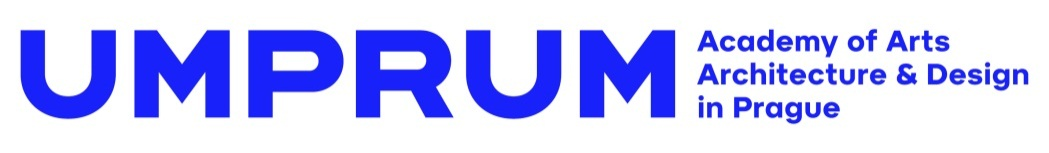 UMPRUM
Academy of Arts
Architecture & Design
in Prague